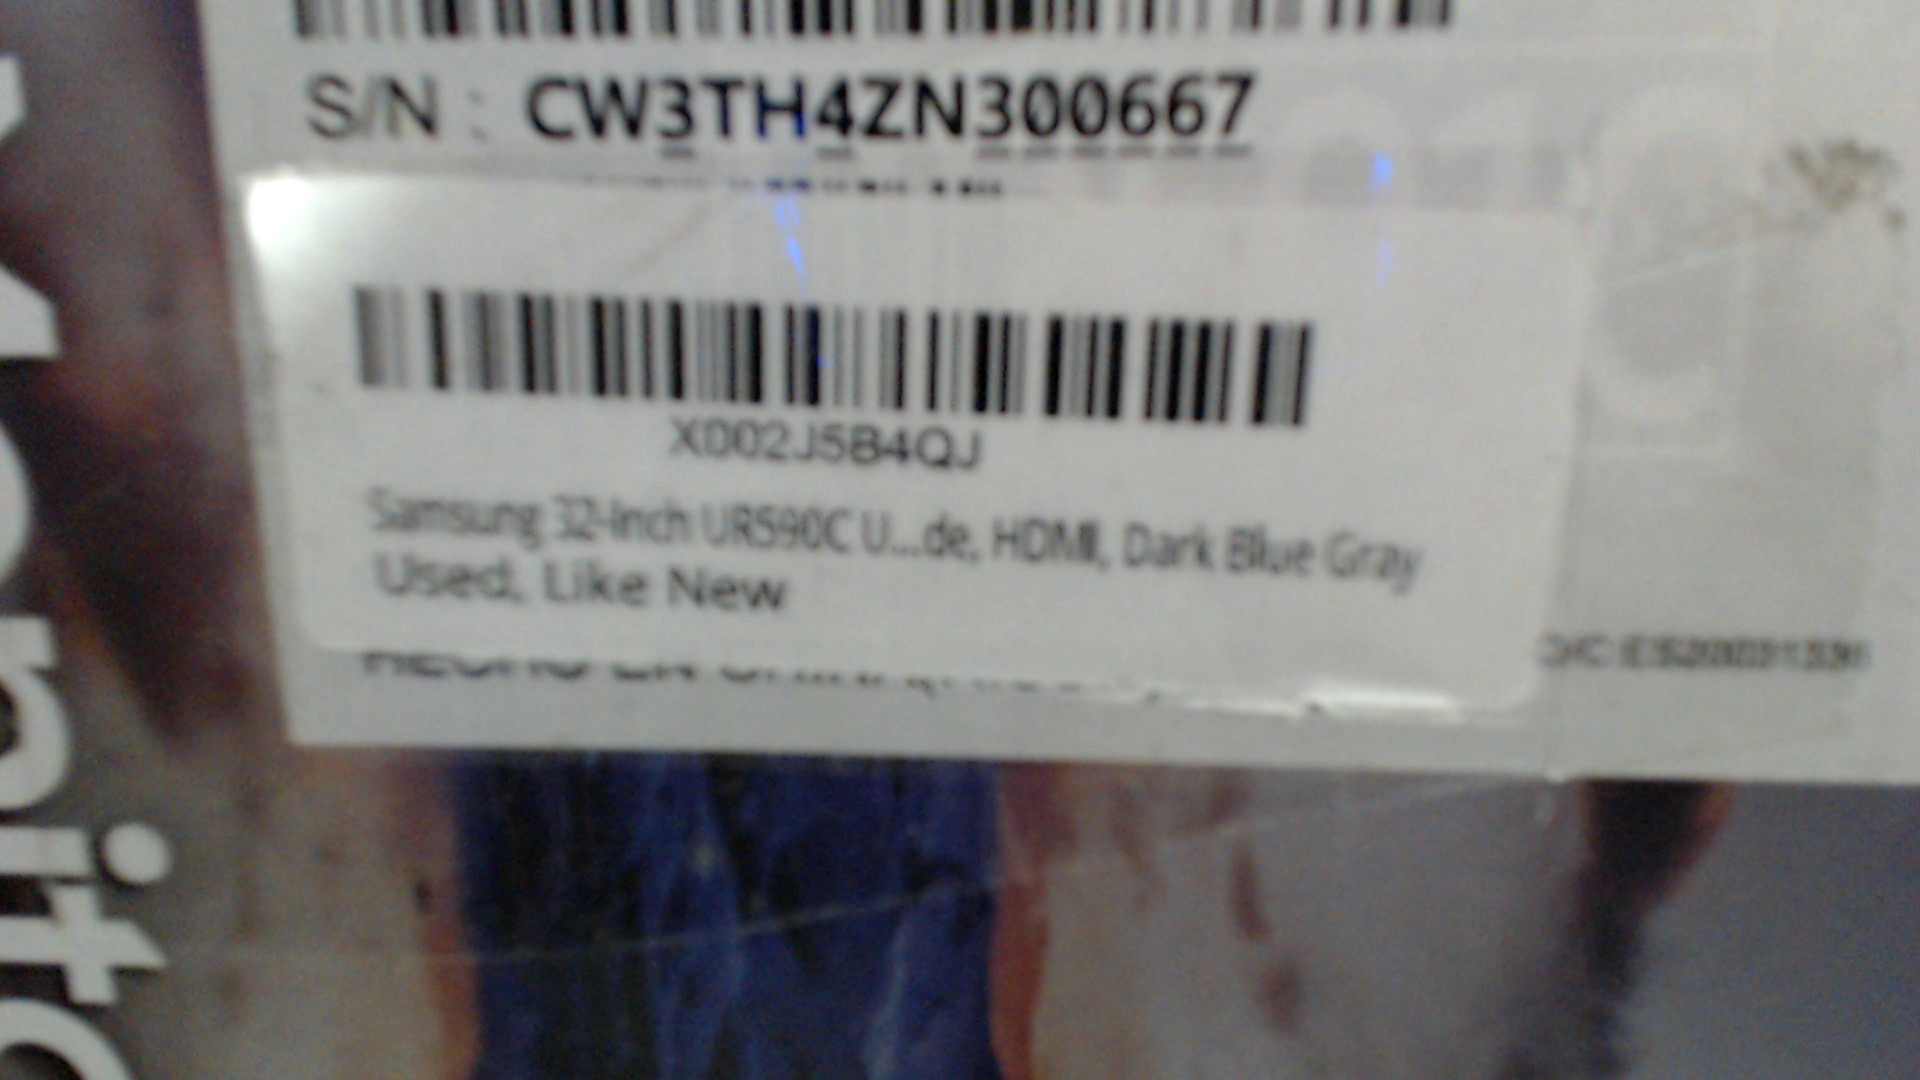 S/N : CW3TH4ZN300667
X002J5B4QJ
Samsung 32-Inch UR590C U...de, HDMI, Dark Blue Gray
Used, Like New